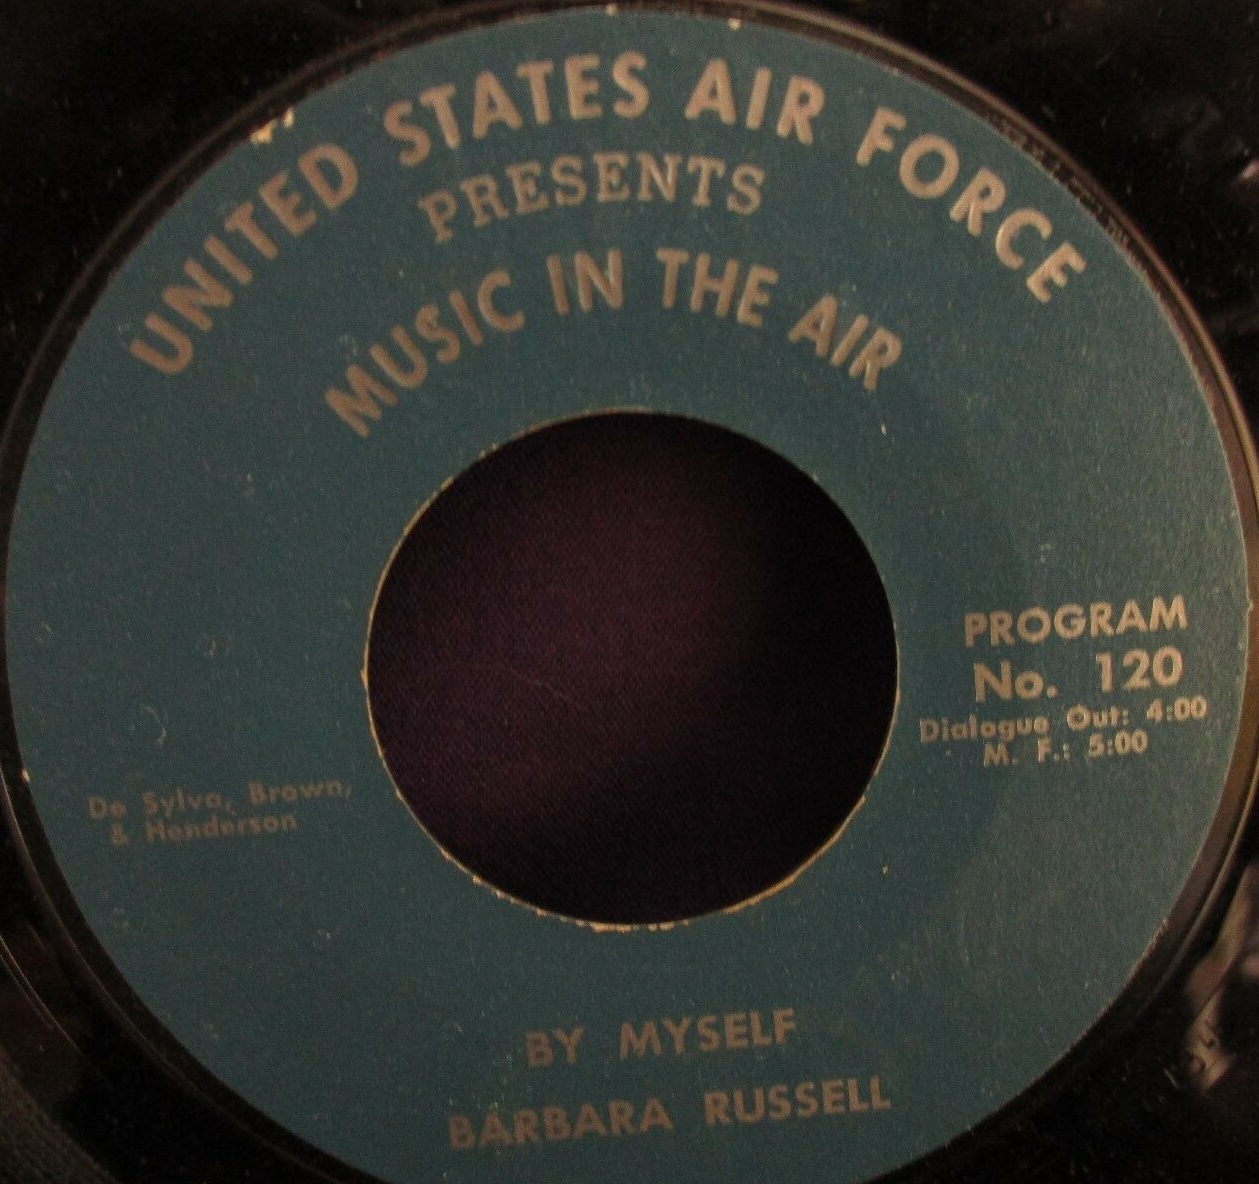 UNITED STATES AIR FORCE
PRESENTS
MUSIC IN THE AIR
PROGRAM
No. 120
Dialogue Out: 4:00
M. F.: 5:00
De Sylva, Brown,
& Henderson
BY MYSELF
BARBARA RUSSELL